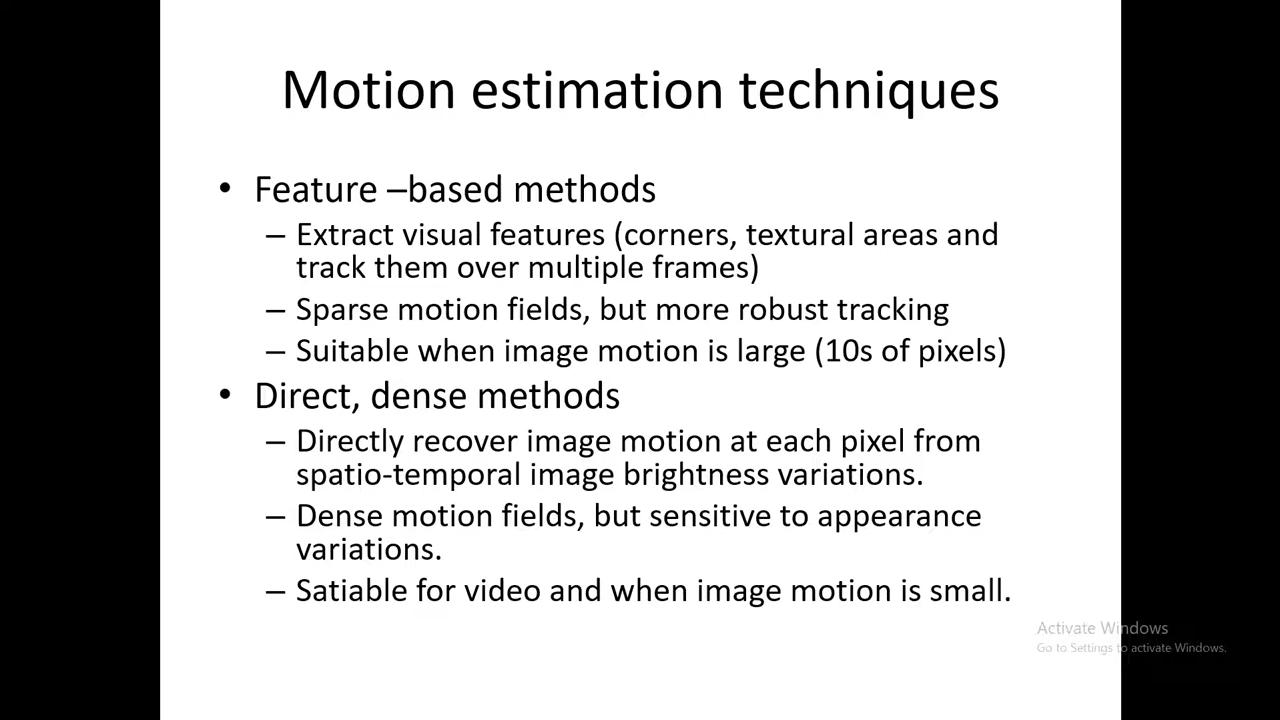 Motion estimation techniques
• Feature –based methods
– Extract visual features (corners, textural areas and
track them over multiple frames)
– Sparse motion fields, but more robust tracking
– Suitable when image motion is large (10s of pixels)
• Direct, dense methods
– Directly recover image motion at each pixel from
spatio-temporal image brightness variations.
– Dense motion fields, but sensitive to appearance
variations.
– Satiable for video and when image motion is small.
Activate Windows
Go to Settings to activate Windows.